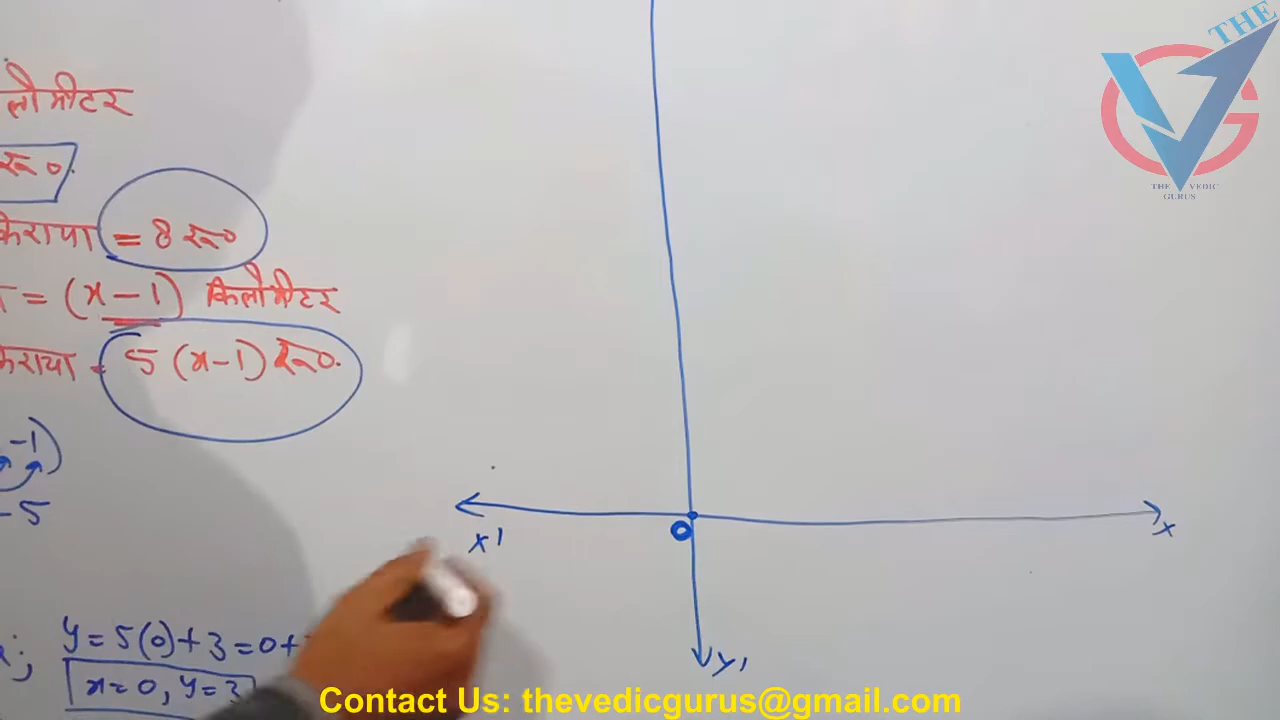 लोमीटर
रू०.
किराया = 8 रू०
= (x - 1) किलोमीटर
किराया = 5 (x-1) रू०.
-1)
-5
y = 5(0) + 3 = 0 +
x = 0, y = 3
X'
O
X
Y'
THE
VG
THE VEDIC
GURUS
Contact Us: thevedicgurus@gmail.com